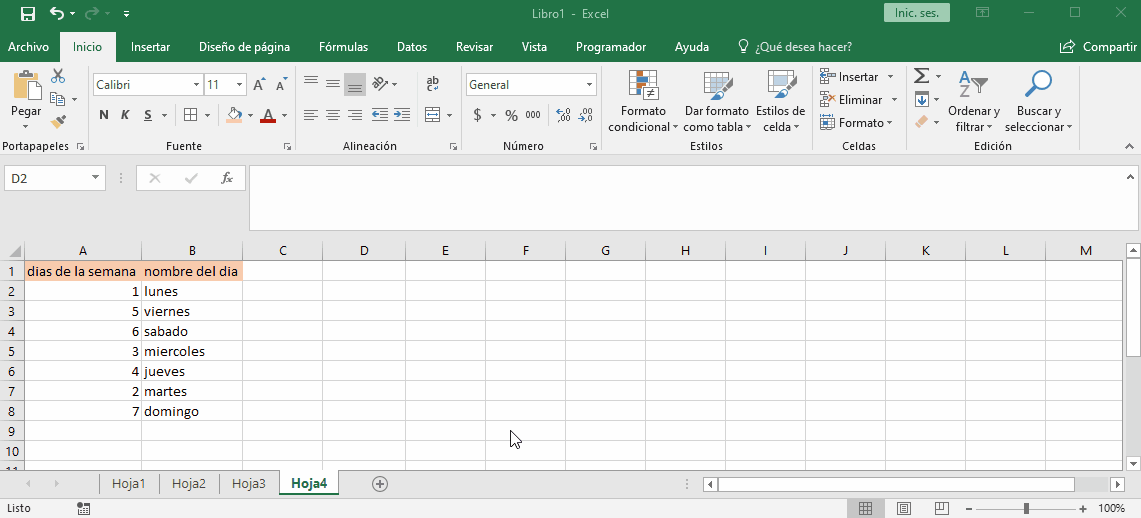 Libro1 - Excel
Inic. ses.
Archivo Inicio Insertar Diseño de página Fórmulas Datos Revisar Vista Programador Ayuda ¿Qué desea hacer? Compartir
Pegar
Calibri 11
N K S
ab
c
General
$ % 000
Formato condicional
Dar formato como tabla
Estilos de celda
Insertar
Eliminar
Formato
Ordenar y filtrar
Buscar y seleccionar
Portapapeles Fuente Alineación Número Estilos Celdas Edición
D2 fx
A B C D E F G H I J K L M
1 dias de la semana nombre del dia
2 1 lunes
3 5 viernes
4 6 sabado
5 3 miercoles
6 4 jueves
7 2 martes
8 7 domingo
9
10
11
Hoja1 Hoja2 Hoja3 Hoja4
Listo 100%